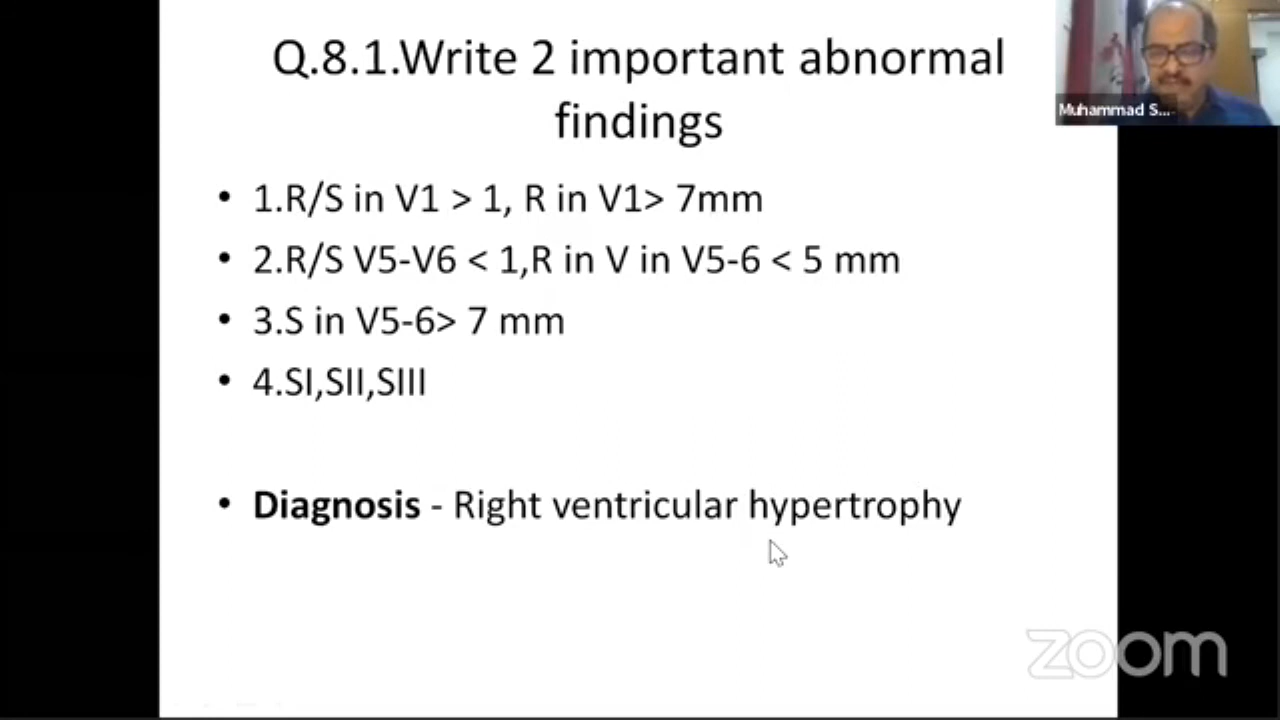 Q.8.1.Write 2 important abnormal
findings
• 1.R/S in V1 > 1, R in V1> 7mm
• 2.R/S V5-V6 < 1,R in V in V5-6 < 5 mm
• 3.S in V5-6> 7 mm
• 4.SI,SII,SIII
• Diagnosis - Right ventricular hypertrophy
Muhammad S...
zoom